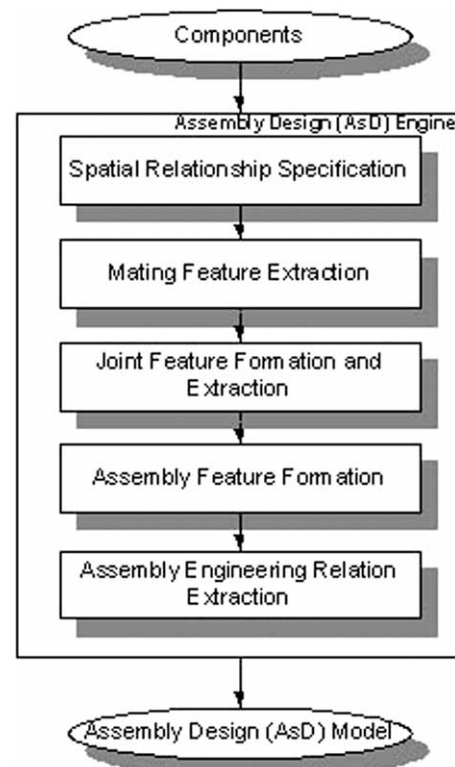 Components
Assembly Design (AsD) Engine
Spatial Relationship Specification
Mating Feature Extraction
Joint Feature Formation and
Extraction
Assembly Feature Formation
Assembly Engineering Relation
Extraction
Assembly Design (AsD) Model